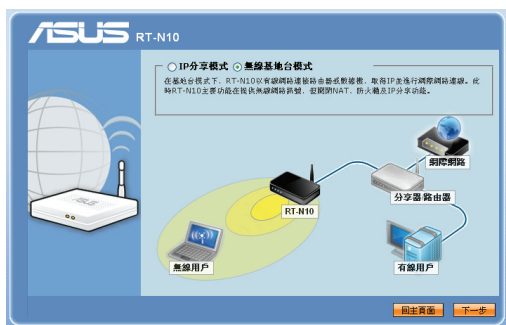 ASUS RT-N10
IP分享模式 無線基地台模式
在基地台模式下，RT-N10以有線網路連接路由器或數據機，取得IP並進行網際網路連線。此
時RT-N10主要功能在提供無線網路訊號，但關閉NAT、防火牆及IP分享功能。
網際網路
分享器/路由器
RT-N10
無線用戶
有線用戶
ASUS
回主頁面 下一步